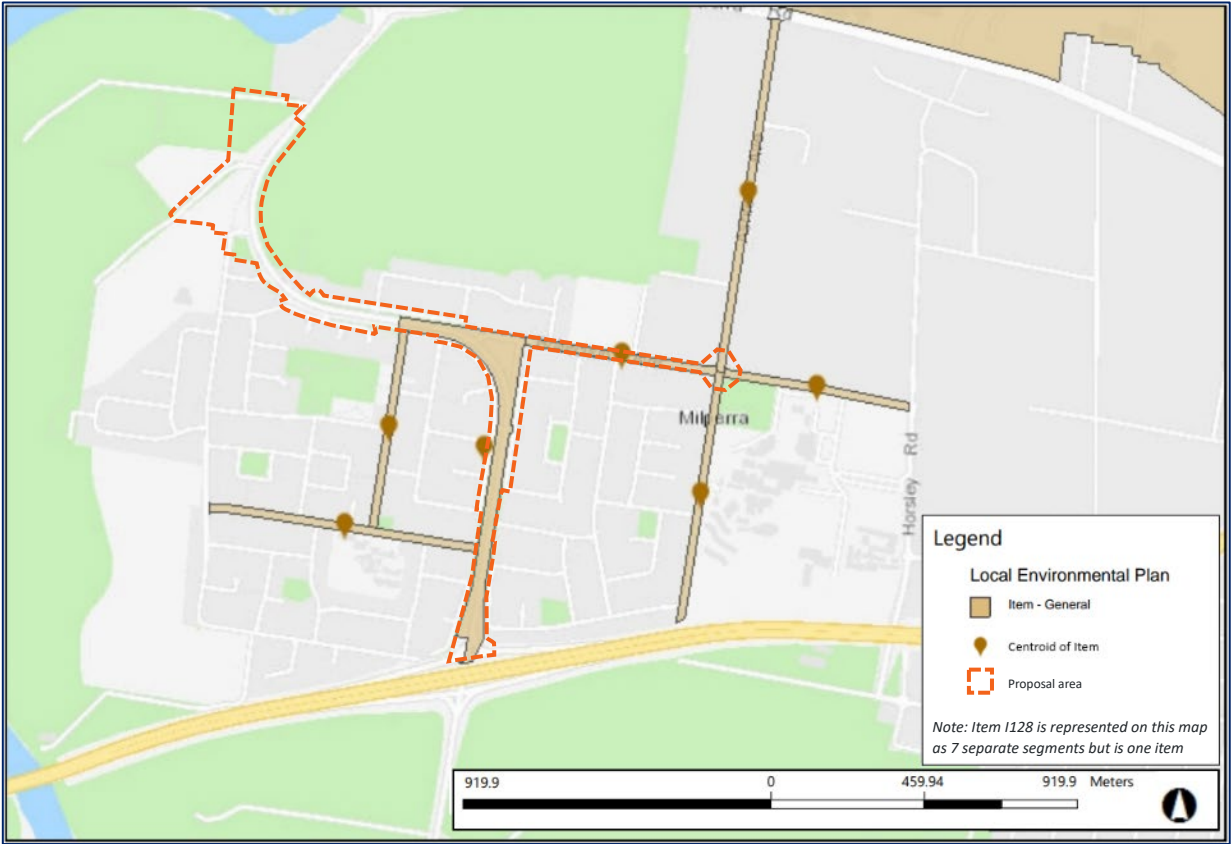 Milperra
Horsley Rd
Legend
Local Environmental Plan
Item - General
Centroid of Item
Proposal area
Note: Item I128 is represented on this map
as 7 separate segments but is one item
919.9 0 459.94 919.9 Meters